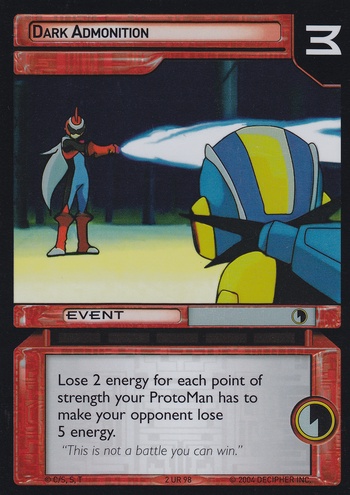 Dark Admonition
3
EVENT
Lose 2 energy for each point of
strength your ProtoMan has to
make your opponent lose
5 energy.
"This is not a battle you can win."
© C/S, S, T 2 UR 98 © 2004 DECIPHER INC.